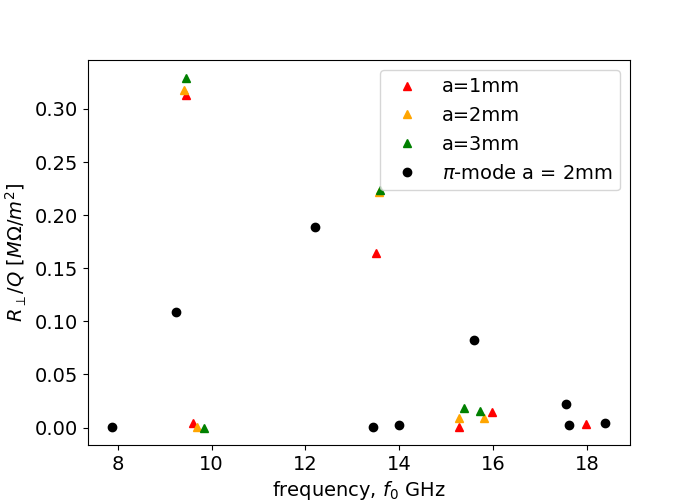 0.30
0.25
0.20
0.15
0.10
0.05
0.00
R⊥/Q [MΩ/m²]
a=1mm
a=2mm
a=3mm
π-mode a = 2mm
8 10 12 14 16 18
frequency, f₀ GHz